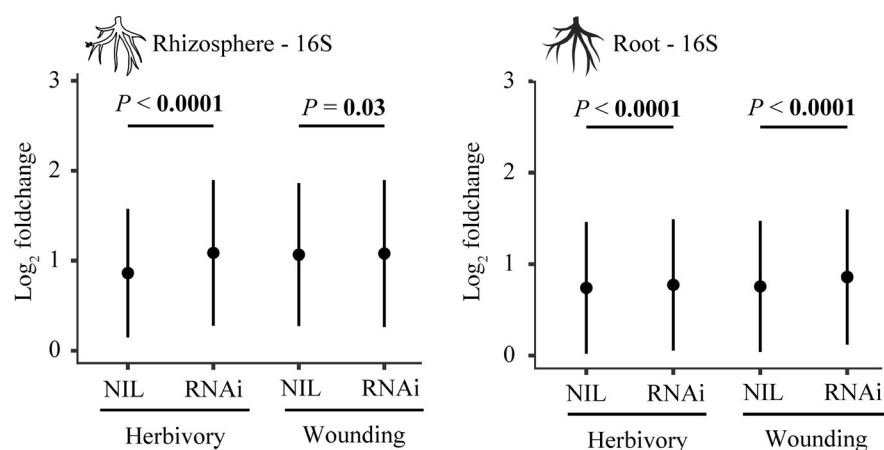 Rhizosphere - 16S
Log2 foldchange
3
2
1
0
P < 0.0001
P = 0.03
NIL
RNAi
NIL
RNAi
Herbivory
Wounding
Root - 16S
Log2 foldchange
3
2
1
0
P < 0.0001
P < 0.0001
NIL
RNAi
NIL
RNAi
Herbivory
Wounding